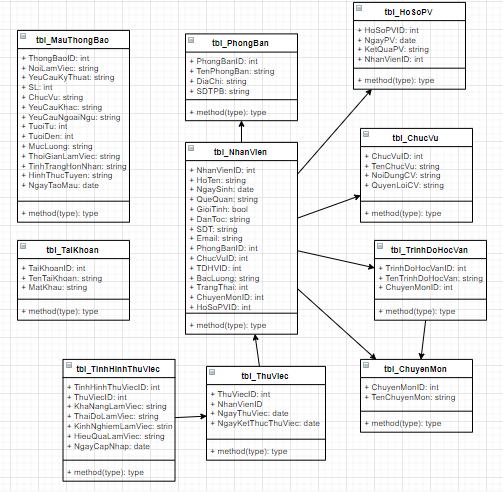 tbl_MauThongBao
+ ThongBaoID: int
+ NoiLamViec: string
+ YeuCauKyThuat: string
+ SL: int
+ ChucVu: string
+ YeuCauKhac: string
+ YeuCauNgoaiNgu: string
+ TuoiTu: int
+ TuoiDen: int
+ MucLuong: string
+ ThoiGianLamViec: string
+ TinhTrangHonNhan: string
+ HinhThucTuyen: string
+ NgayTaoMau: date
+ method(type): type
tbl_PhongBan
+ PhongBanID: int
+ TenPhongBan: string
+ DiaChi: string
+ SDTPB: string
+ method(type): type
tbl_HoSoPV
+ HoSoPVID: int
+ NgayPV: date
+ KetQuaPV: string
+ NhanVienID: int
+ method(type): type
tbl_NhanVien
+ NhanVienID: int
+ HoTen: string
+ NgaySinh: date
+ QueQuan: string
+ GioiTinh: bool
+ DanToc: string
+ SDT: string
+ Email: string
+ PhongBanID: int
+ ChucVuID: int
+ TDHVID: int
+ BacLuong: string
+ TrangThai: int
+ ChuyenMonID: int
+ HoSoPVID: int
+ method(type): type
tbl_ChucVu
+ ChucVuID: int
+ TenChucVu: string
+ NoiDungCV: string
+ QuyenLoiCV: string
+ method(type): type
tbl_TaiKhoan
+ TaiKhoanID: int
+ TenTaiKhoan: string
+ MatKhau: string
+ method(type): type
tbl_TrinhDoHocVan
+ TrinhDoHocVanID: int
+ TenTrinhDoHocVan: string
+ ChuyenMonID: int
+ method(type): type
tbl_TinhHinhThuViec
+ TinhHinhThuViecID: int
+ ThuViecID: int
+ KhaNangLamViec: string
+ ThaiDoLamViec: string
+ KinhNghiemLamViec: string
+ HieuQuaLamViec: string
+ NgayCapNhap: date
+ method(type): type
tbl_ThuViec
+ ThuViecID: int
+ NhanVienID
+ NgayThuViec: date
+ NgayKetThucThuViec: date
+ method(type): type
tbl_ChuyenMon
+ ChuyenMonID: int
+ TenChuyenMon: string
+ method(type): type